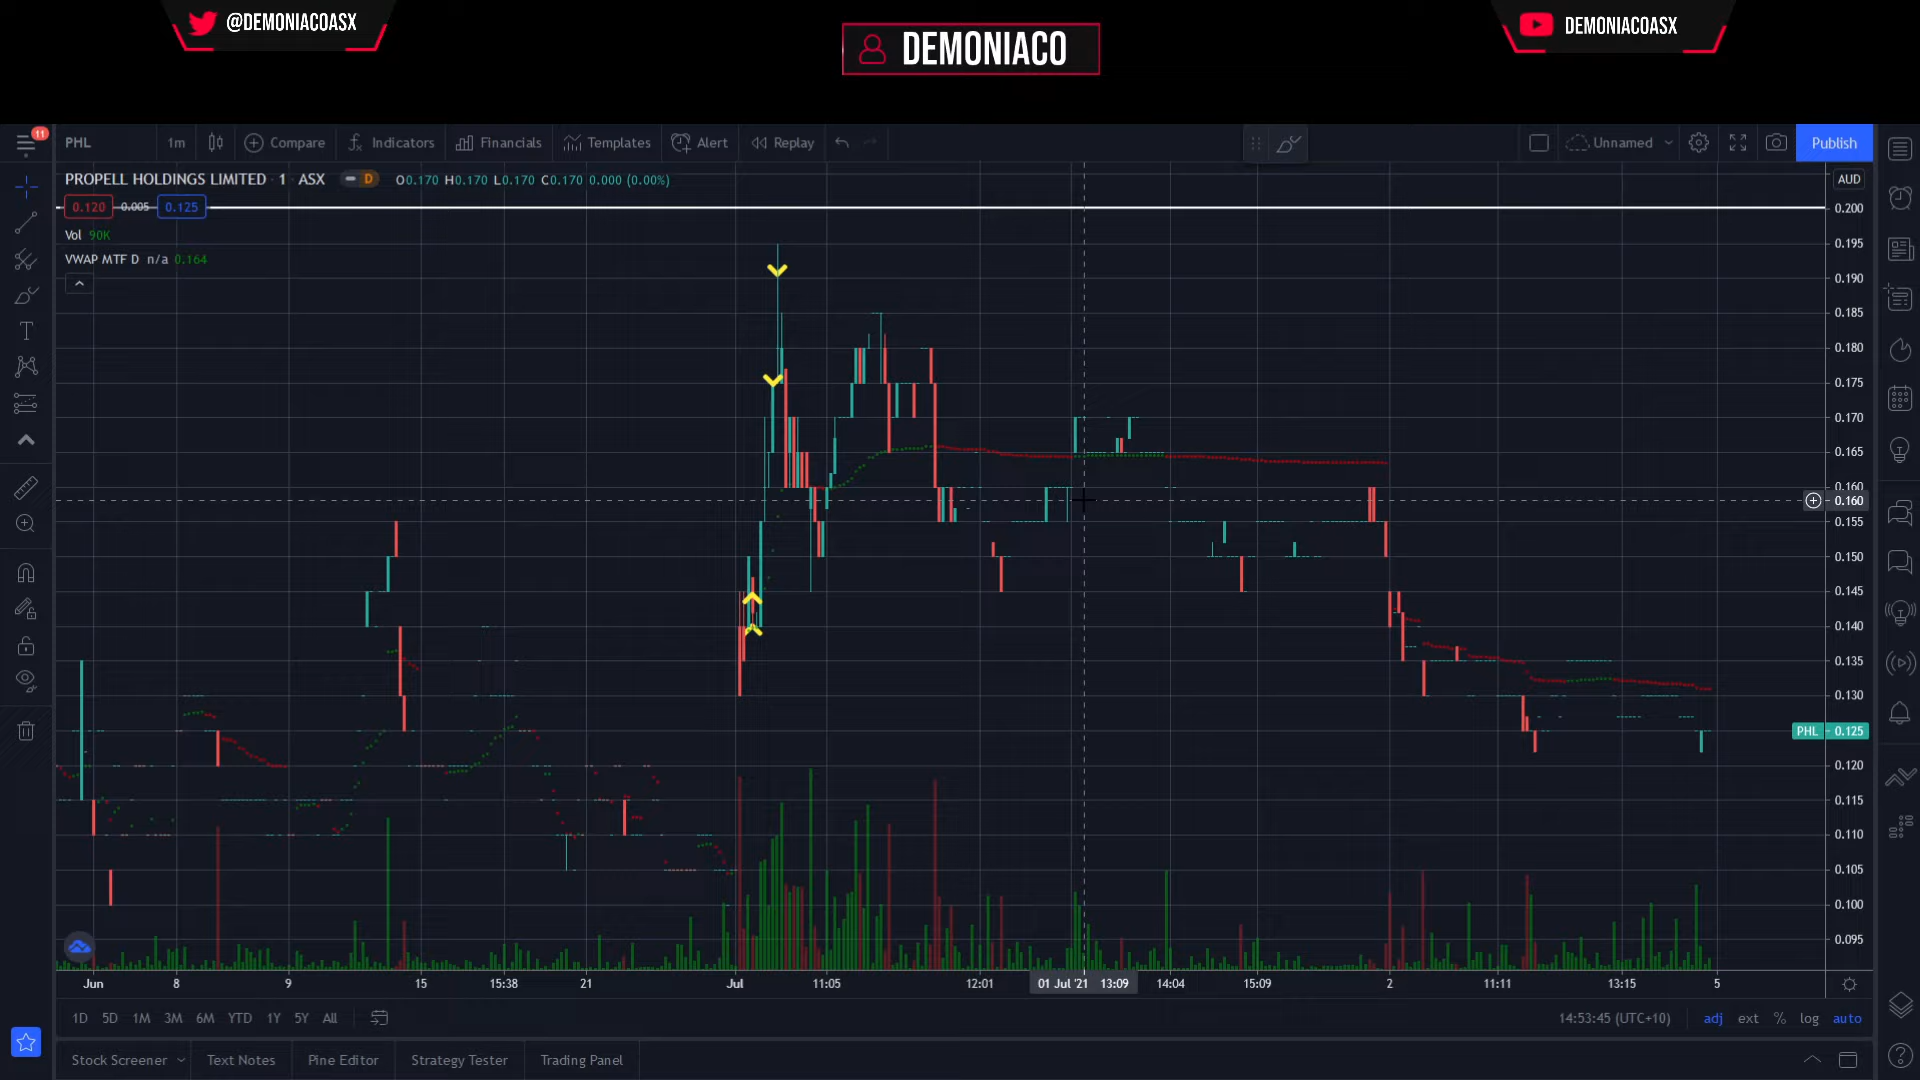 @DEMONIACOASX
DEMONIACO
DEMONIACOASX
11
PHL 1m Compare Indicators Financials Templates Alert Replay Unnamed Publish
PROPELL HOLDINGS LIMITED · 1 · ASX D O0.170 H0.170 L0.170 C0.170 0.000 (0.00%) AUD
0.120 0.005 0.125
Vol 90K
VWAP MTF D n/a 0.164
0.200
0.195
0.190
0.185
0.180
0.175
0.170
0.165
0.160
0.160
0.155
0.150
0.145
0.140
0.135
0.130
PHL 0.125
0.120
0.115
0.110
0.105
0.100
0.095
Jun 8 9 15 15:38 21 Jul 11:05 12:01 01 Jul '21 13:09 14:04 15:09 2 11:11 13:15 5
1D 5D 1M 3M 6M YTD 1Y 5Y All 14:53:45 (UTC+10) adj ext % log auto
Stock Screener Text Notes Pine Editor Strategy Tester Trading Panel